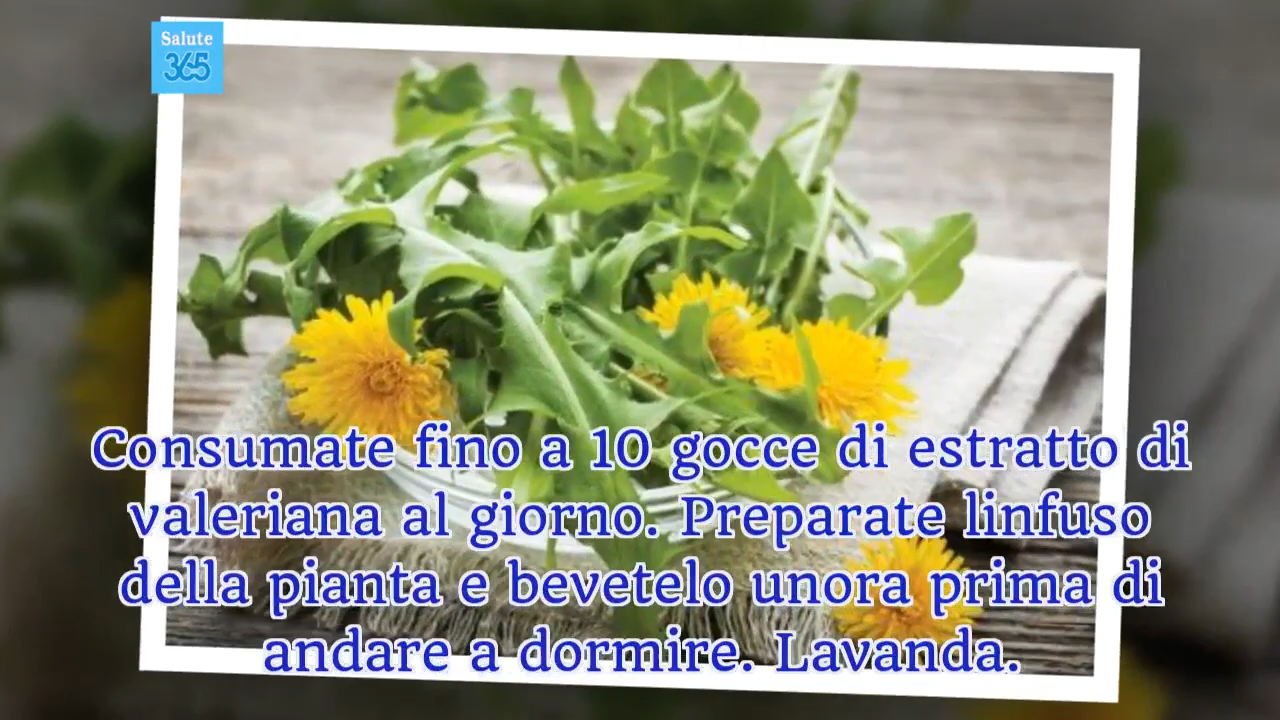 Salute
365
Consumate fino a 10 gocce di estratto di
valeriana al giorno. Preparate linfuso
della pianta e bevetelo unora prima di
andare a dormire. Lavanda.